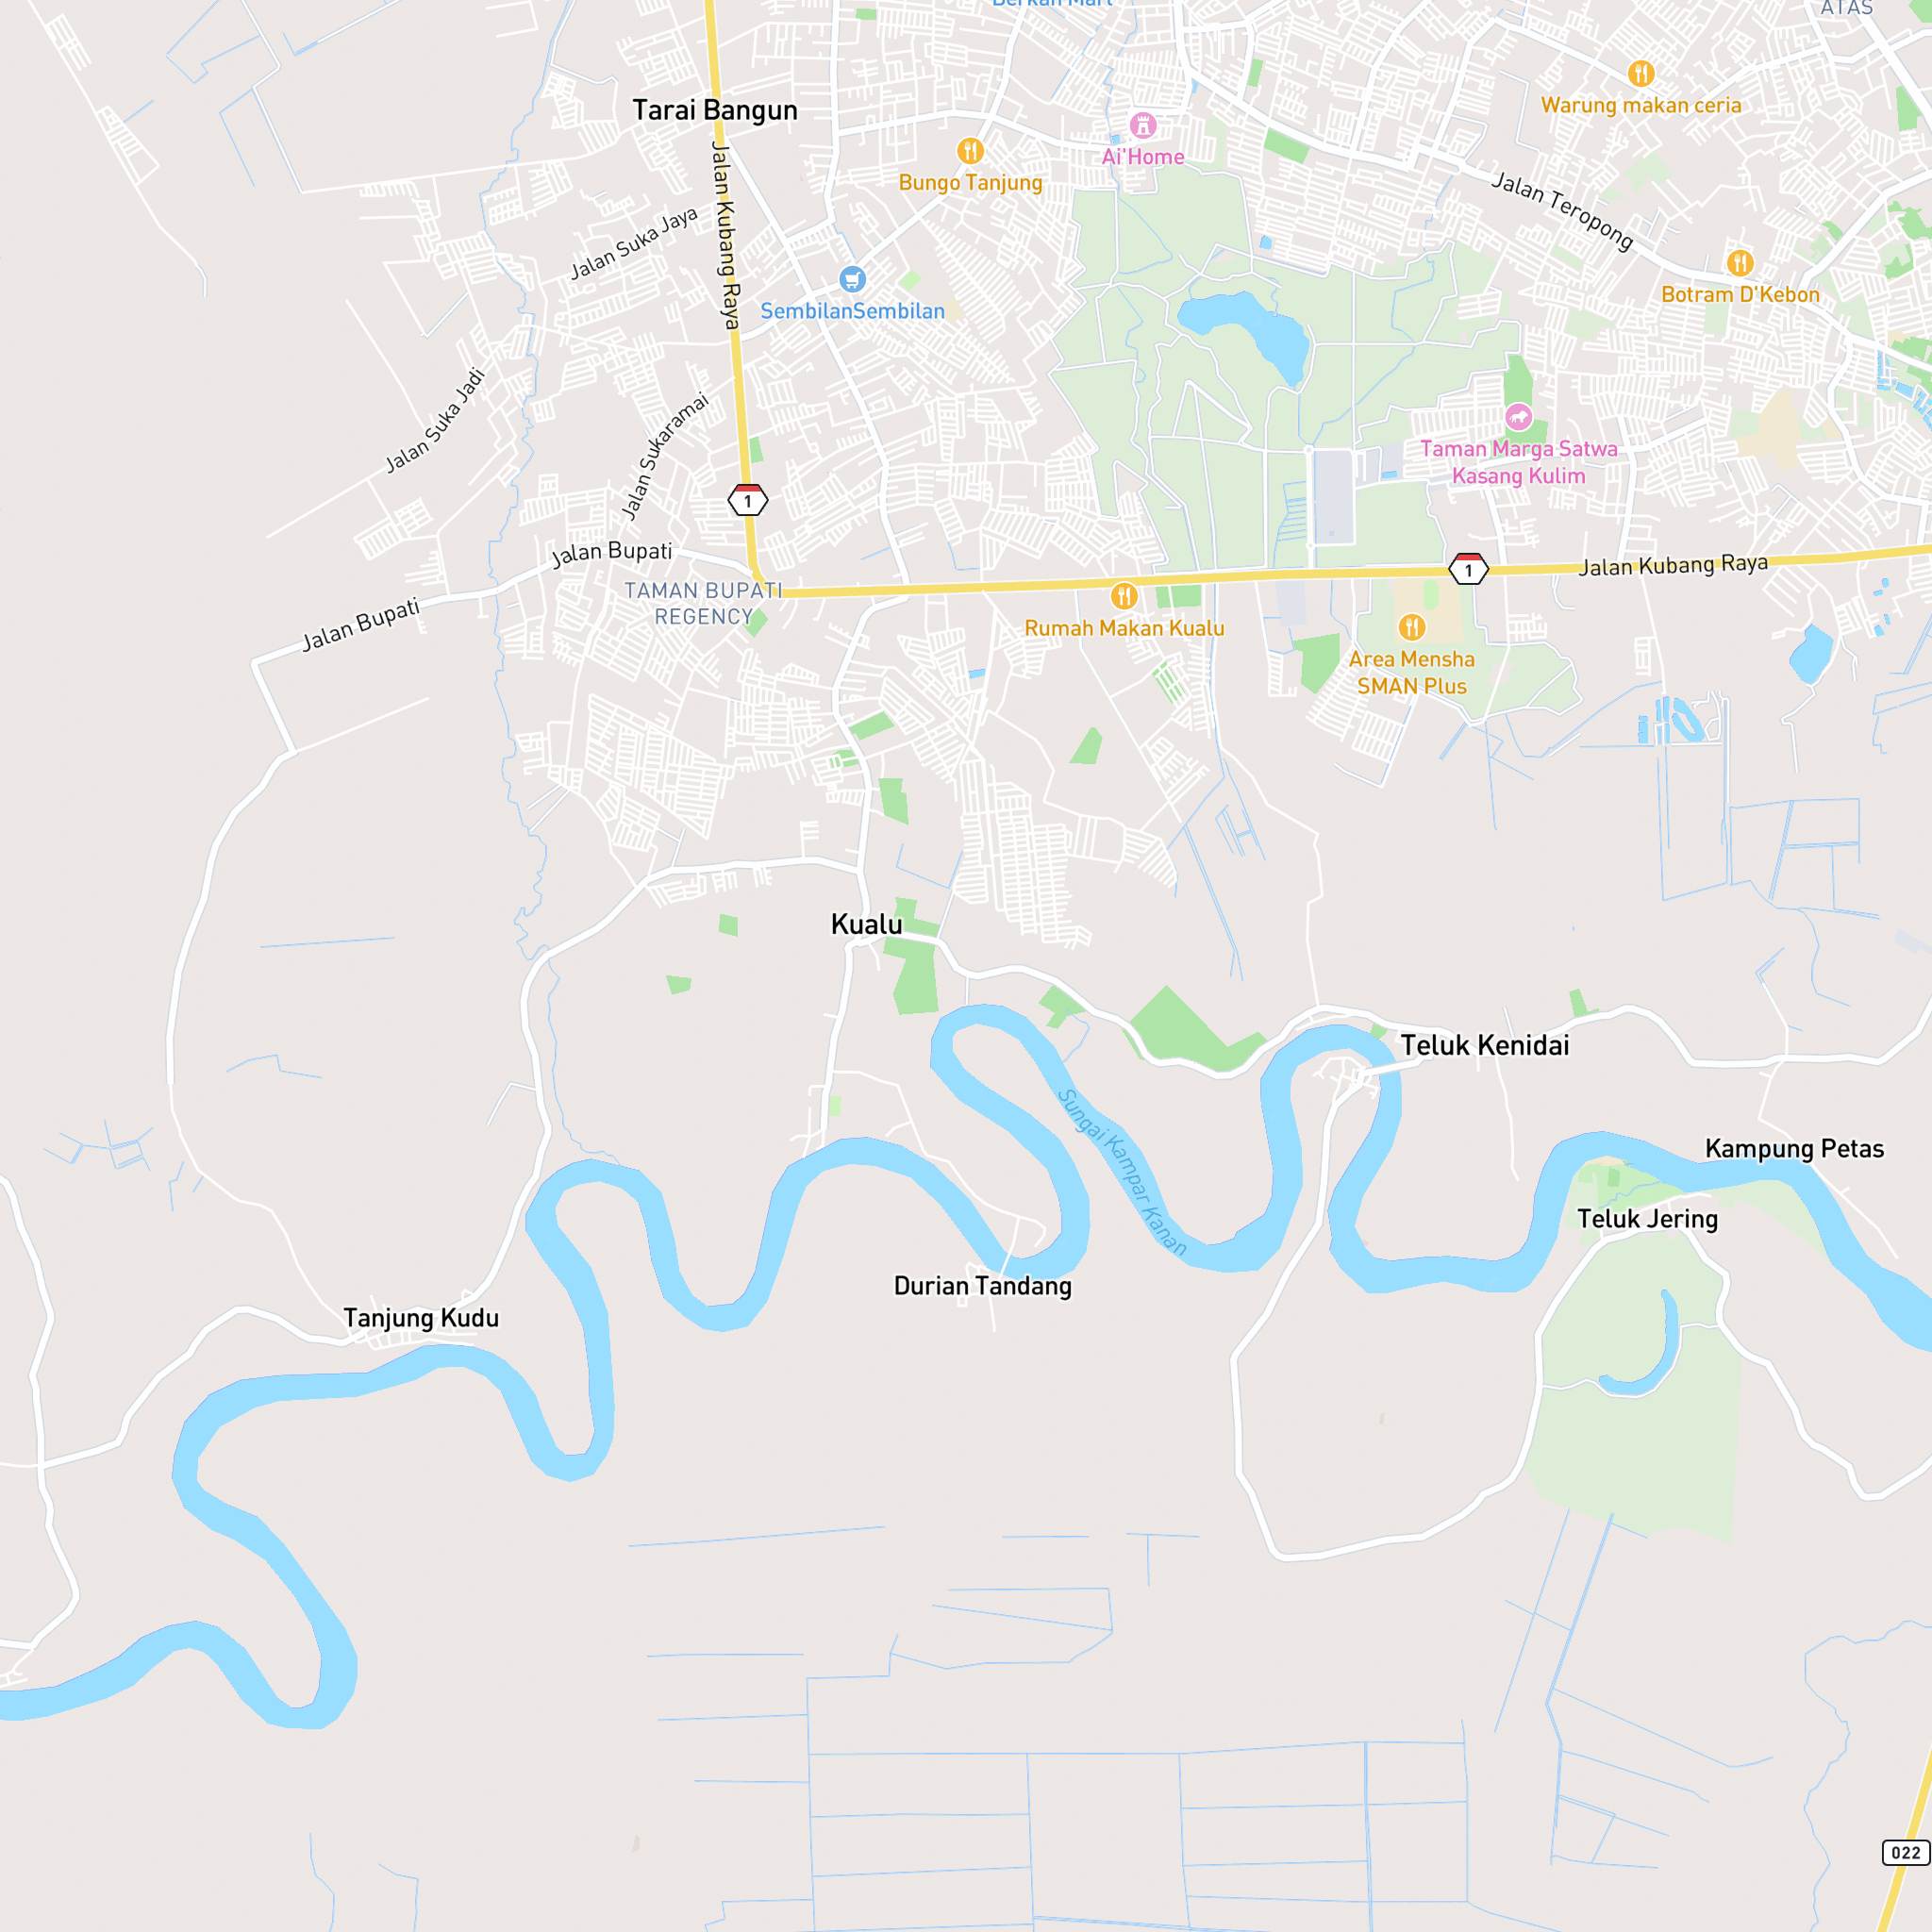 Berkah Mart
ATAS
Warung makan ceria
Tarai Bangun
Ai'Home
Bungo Tanjung
Jalan Teropong
Jalan Suka Jaya
Jalan Kubang Raya
SembilanSembilan
Botram D'Kebon
Jalan Suka Jadi
Jalan Sukaramai
Taman Marga Satwa
Kasang Kulim
1
Jalan Bupati
1
Jalan Kubang Raya
TAMAN BUPATI
REGENCY
Jalan Bupati
Rumah Makan Kualu
Area Mensha
SMAN Plus
Kualu
Teluk Kenidai
Sungai Kampar Kanan
Kampung Petas
Teluk Jering
Durian Tandang
Tanjung Kudu
022